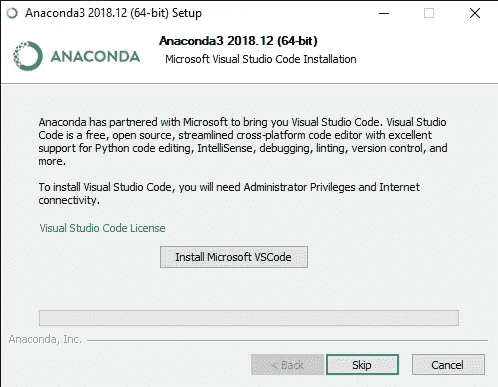 Anaconda3 2018.12 (64-bit) Setup
Anaconda3 2018.12 (64-bit)
ANACONDA
Microsoft Visual Studio Code Installation
Anaconda has partnered with Microsoft to bring you Visual Studio Code. Visual Studio
Code is a free, open source, streamlined cross-platform code editor with excellent
support for Python code editing, IntelliSense, debugging, linting, version control, and
more.
To install Visual Studio Code, you will need Administrator Privileges and Internet
connectivity.
Visual Studio Code License
Install Microsoft VSCode
Anaconda, Inc.
< Back
Skip
Cancel